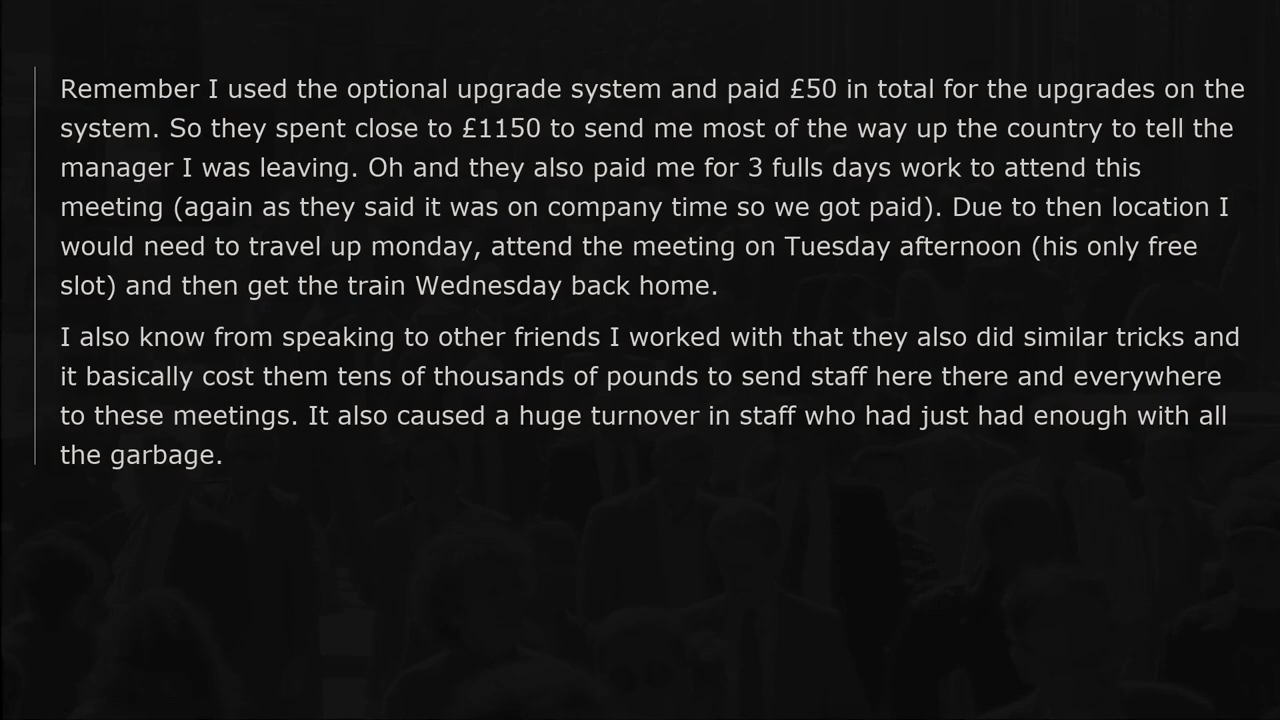 Remember I used the optional upgrade system and paid £50 in total for the upgrades on the
system. So they spent close to £1150 to send me most of the way up the country to tell the
manager I was leaving. Oh and they also paid me for 3 fulls days work to attend this
meeting (again as they said it was on company time so we got paid). Due to then location I
would need to travel up monday, attend the meeting on Tuesday afternoon (his only free
slot) and then get the train Wednesday back home.
I also know from speaking to other friends I worked with that they also did similar tricks and
it basically cost them tens of thousands of pounds to send staff here there and everywhere
to these meetings. It also caused a huge turnover in staff who had just had enough with all
the garbage.